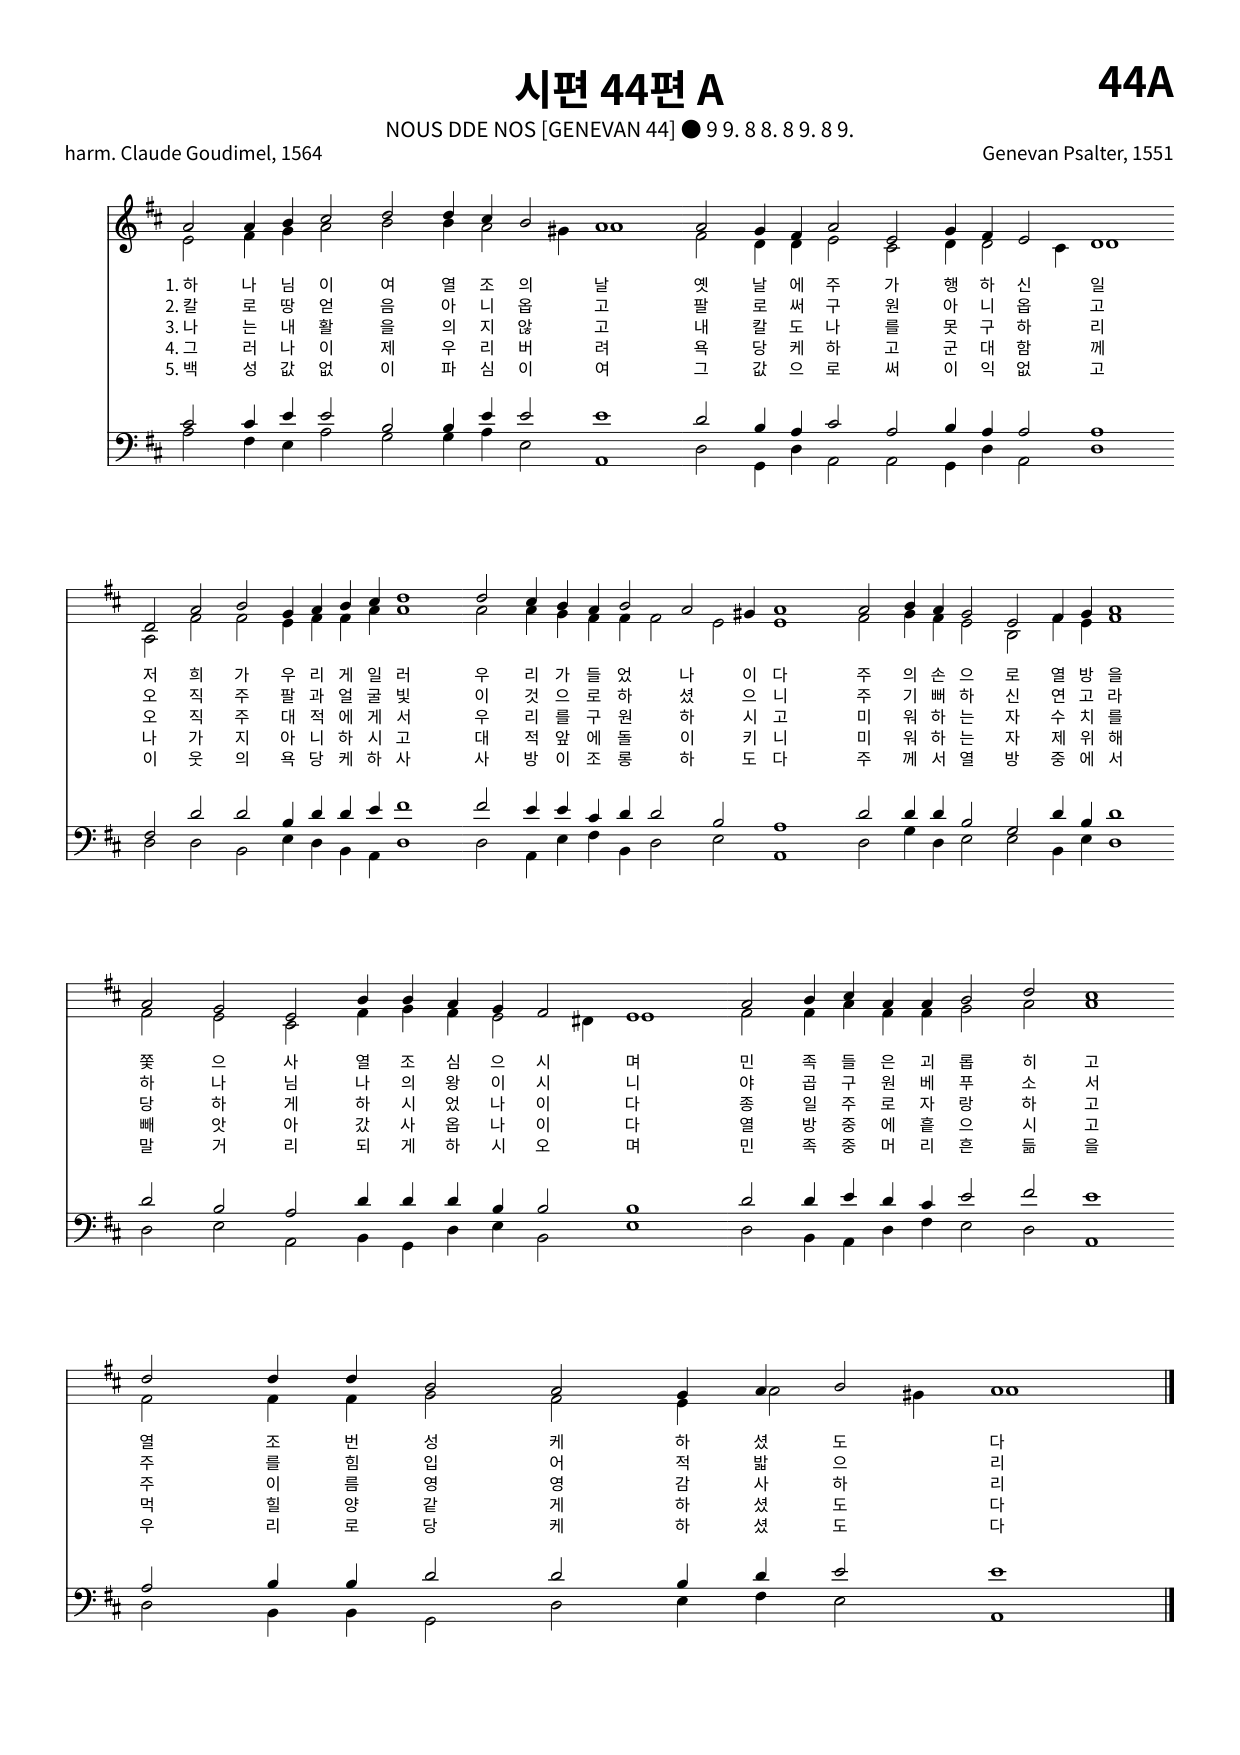 시편 44편 A
44A
NOUS DDE NOS [GENEVAN 44] ● 9 9. 8 8. 8 9. 8 9.
harm. Claude Goudimel, 1564
Genevan Psalter, 1551
1. 하 나 님 이 여 열 조 의 날 옛 날 에 주 가 행 하 신 일
2. 칼 로 땅 얻 음 아 니 옵 고 팔 로 써 구 원 아 니 옵 고
3. 나 는 내 활 을 의 지 않 고 내 칼 도 나 를 못 구 하 리
4. 그 러 나 이 제 우 리 버 려 욕 당 케 하 고 군 대 함 께
5. 백 성 값 없 이 파 심 이 여 그 값 으 로 써 이 익 없 고
저 희 가 우 리 게 일 러 우 리 가 들 었 나 이 다 주 의 손 으 로 열 방 을
오 직 주 팔 과 얼 굴 빛 이 것 으 로 하 셨 으 니 주 기 뻐 하 신 연 고 라
오 직 주 대 적 에 게 서 우 리 를 구 원 하 시 고 미 워 하 는 자 수 치 를
나 가 지 아 니 하 시 고 대 적 앞 에 돌 이 키 니 미 워 하 는 자 제 위 해
이 웃 의 욕 당 케 하 사 사 방 이 조 롱 하 도 다 주 께 서 열 방 중 에 서
쫓 으 사 열 조 심 으 시 며 민 족 들 은 괴 롭 히 고
하 나 님 나 의 왕 이 시 니 야 곱 구 원 베 푸 소 서
당 하 게 하 시 었 나 이 다 종 일 주 로 자 랑 하 고
빼 앗 아 갔 사 옵 나 이 다 열 방 중 에 흩 으 시 고
말 거 리 되 게 하 시 오 며 민 족 중 머 리 흔 듦 을
열 조 번 성 케 하 셨 도 다
주 를 힘 입 어 적 밟 으 리
주 이 름 영 영 감 사 하 리
먹 힐 양 같 게 하 셨 도 다
우 리 로 당 케 하 셨 도 다